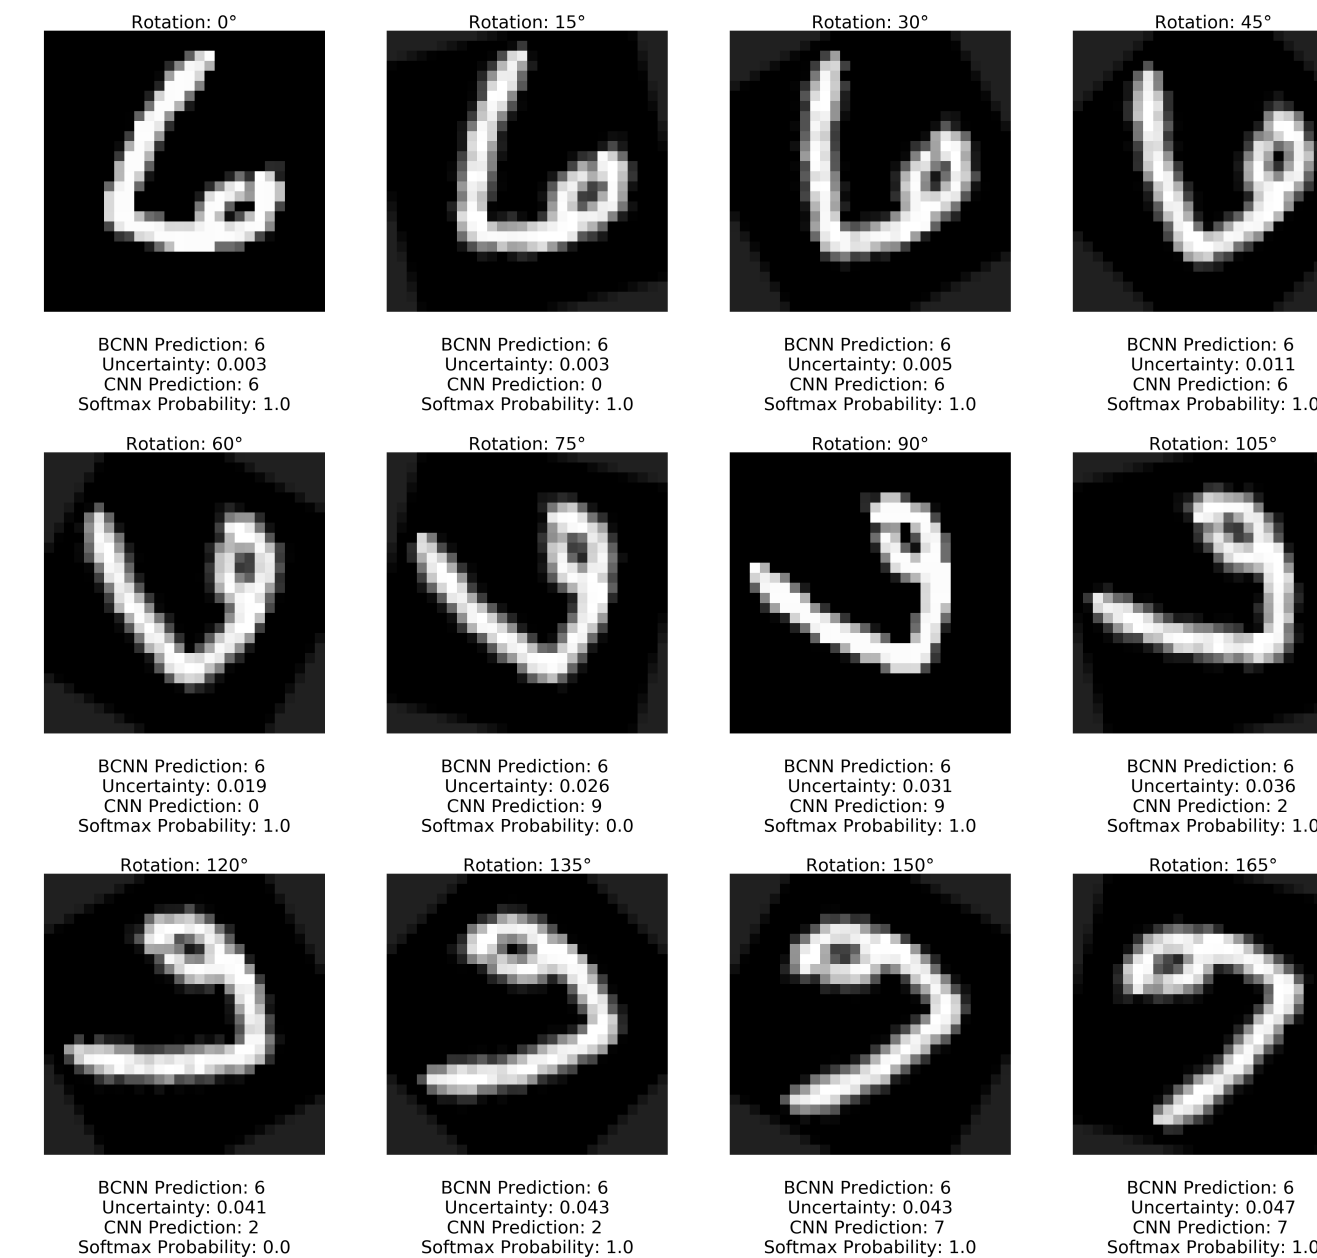 Rotation: 0°
Rotation: 15°
Rotation: 30°
Rotation: 45°
BCNN Prediction: 6
Uncertainty: 0.003
CNN Prediction: 6
Softmax Probability: 1.0
BCNN Prediction: 6
Uncertainty: 0.003
CNN Prediction: 0
Softmax Probability: 1.0
BCNN Prediction: 6
Uncertainty: 0.005
CNN Prediction: 6
Softmax Probability: 1.0
BCNN Prediction: 6
Uncertainty: 0.011
CNN Prediction: 6
Softmax Probability: 1.0
Rotation: 60°
Rotation: 75°
Rotation: 90°
Rotation: 105°
BCNN Prediction: 6
Uncertainty: 0.019
CNN Prediction: 0
Softmax Probability: 1.0
BCNN Prediction: 6
Uncertainty: 0.026
CNN Prediction: 9
Softmax Probability: 0.0
BCNN Prediction: 6
Uncertainty: 0.031
CNN Prediction: 9
Softmax Probability: 1.0
BCNN Prediction: 6
Uncertainty: 0.036
CNN Prediction: 2
Softmax Probability: 1.0
Rotation: 120°
Rotation: 135°
Rotation: 150°
Rotation: 165°
BCNN Prediction: 6
Uncertainty: 0.041
CNN Prediction: 2
Softmax Probability: 0.0
BCNN Prediction: 6
Uncertainty: 0.043
CNN Prediction: 2
Softmax Probability: 1.0
BCNN Prediction: 6
Uncertainty: 0.043
CNN Prediction: 7
Softmax Probability: 1.0
BCNN Prediction: 6
Uncertainty: 0.047
CNN Prediction: 7
Softmax Probability: 1.0